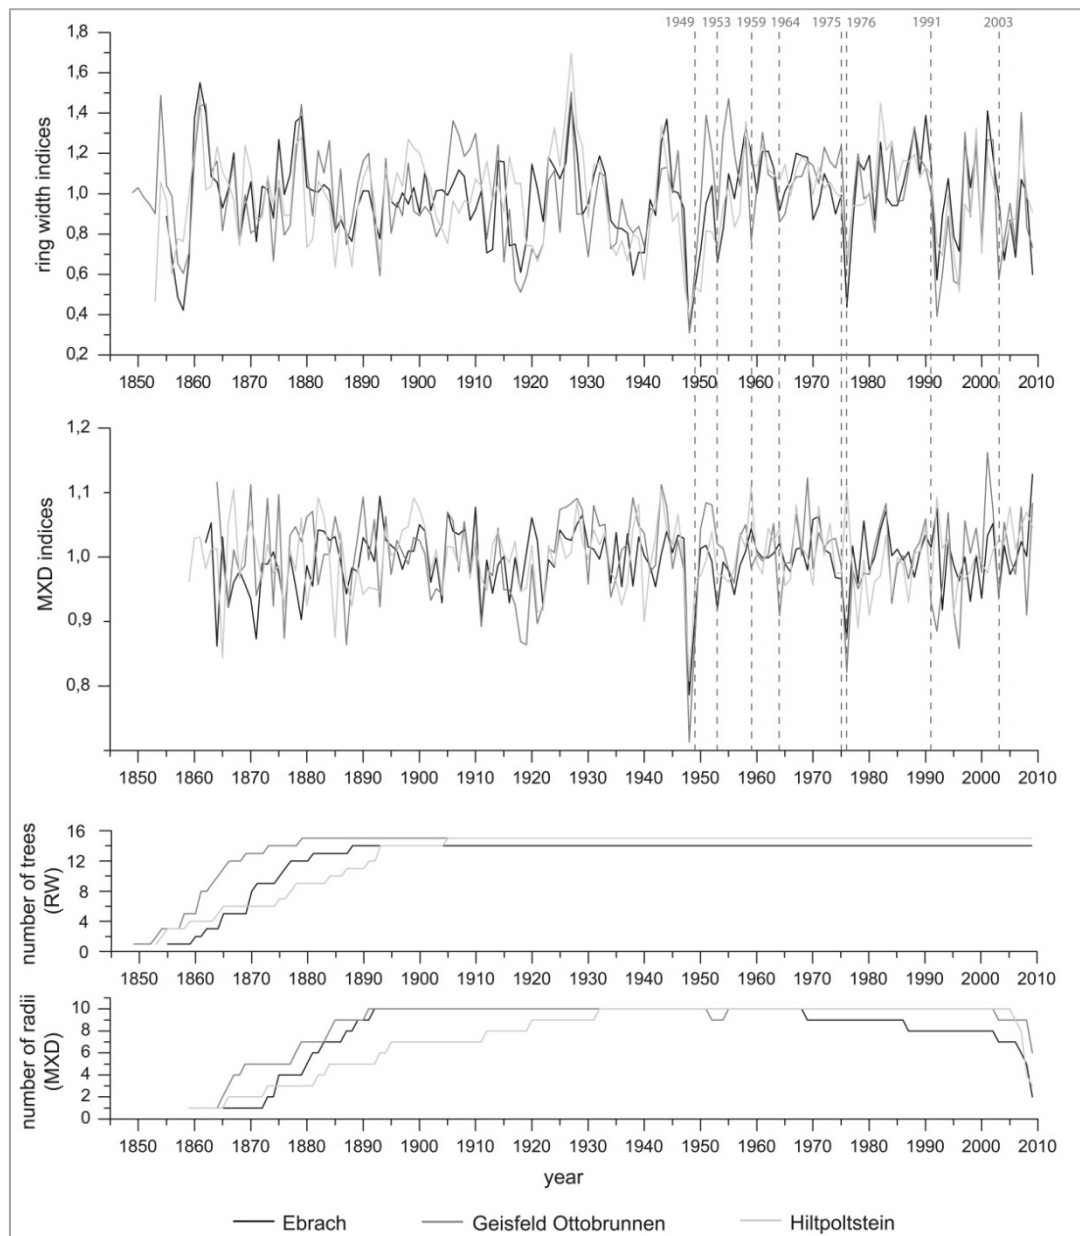 1949 1953 1959 1964 1975 1976 1991 2003
1,8
1,6
1,4
1,2
1,0
0,8
0,6
0,4
0,2
ring width indices
1850 1860 1870 1880 1890 1900 1910 1920 1930 1940 1950 1960 1970 1980 1990 2000 2010
1,2
1,1
1,0
0,9
0,8
MXD indices
1850 1860 1870 1880 1890 1900 1910 1920 1930 1940 1950 1960 1970 1980 1990 2000 2010
16
12
8
4
0
number of trees
(RW)
1850 1860 1870 1880 1890 1900 1910 1920 1930 1940 1950 1960 1970 1980 1990 2000 2010
10
8
6
4
2
0
number of radii
(MXD)
1850 1860 1870 1880 1890 1900 1910 1920 1930 1940 1950 1960 1970 1980 1990 2000 2010
year
Ebrach Geisfeld Ottobrunnen Hiltpoltstein